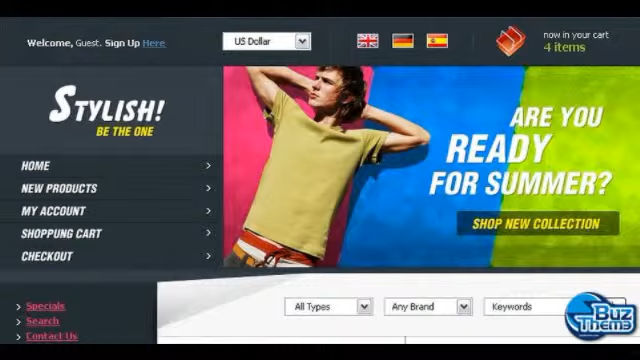 Welcome, Guest. Sign Up Here
US Dollar
now in your cart
4 items
STYLISH!
BE THE ONE
HOME
NEW PRODUCTS
MY ACCOUNT
SHOPPUNG CART
CHECKOUT
ARE YOU
READY
FOR SUMMER?
SHOP NEW COLLECTION
Specials
Search
Contact Us
All Types
Any Brand
Keywords
Buz
Them3